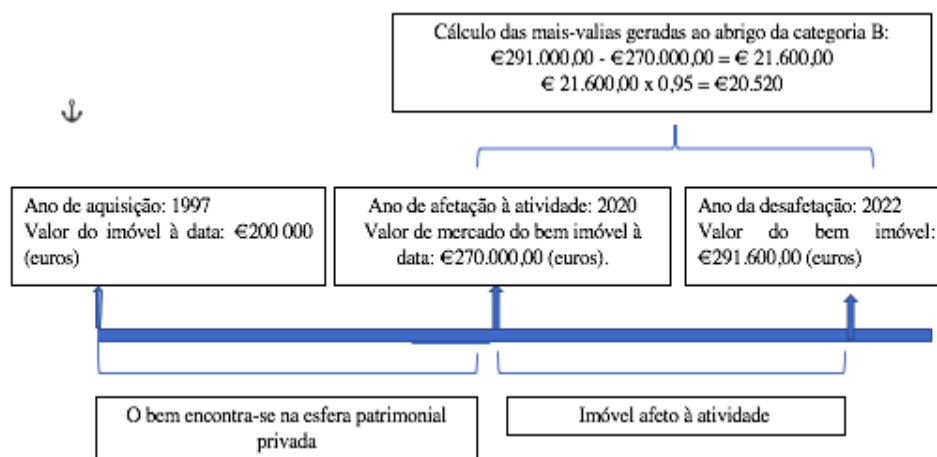 Cálculo das mais-valias geradas ao abrigo da categoria B:
€291.000,00 - €270.000,00 = € 21.600,00
€ 21.600,00 x 0,95 = €20.520
Ano de aquisição: 1997
Valor do imóvel à data: €200 000
(euros)
Ano de afetação à atividade: 2020
Valor de mercado do bem imóvel à
data: €270.000,00 (euros).
Ano da desafetação: 2022
Valor do bem imóvel:
€291.600,00 (euros)
O bem encontra-se na esfera patrimonial
privada
Imóvel afeto à atividade